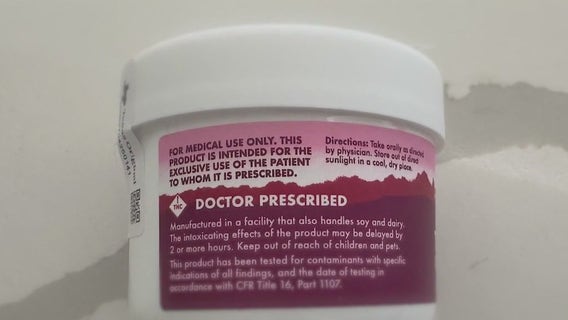 FOR MEDICAL USE ONLY. THIS
PRODUCT IS INTENDED FOR THE
EXCLUSIVE USE OF THE PATIENT
TO WHOM IT IS PRESCRIBED.
Directions: Take orally as directed
by physician. Store out of direct
sunlight in a cool, dry place.
!
THC
DOCTOR PRESCRIBED
Manufactured in a facility that also handles soy and dairy.
The intoxicating effects of the product may be delayed by
2 or more hours. Keep out of reach of children and pets.
This product has been tested for contaminants with specific
indications of all findings, and the date of testing in
accordance with CFR Title 16, Part 1107.